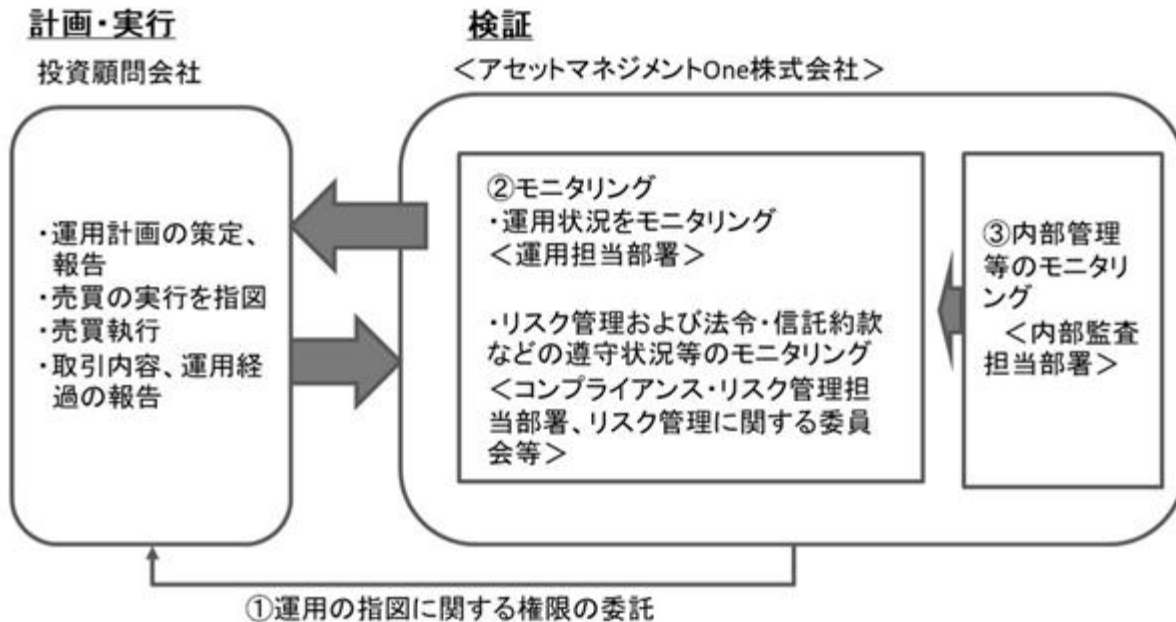 計画・実行
投資顧問会社
・運用計画の策定、
報告
・売買の実行を指図
・売買執行
・取引内容、運用経
過の報告
検証
＜アセットマネジメントOne株式会社＞
②モニタリング
・運用状況をモニタリング
＜運用担当部署＞
・リスク管理および法令・信託約款
などの遵守状況等のモニタリング
＜コンプライアンス・リスク管理担
当部署、リスク管理に関する委員
会等＞
③内部管理
等のモニタリ
ング
＜内部監査
担当部署＞
①運用の指図に関する権限の委託